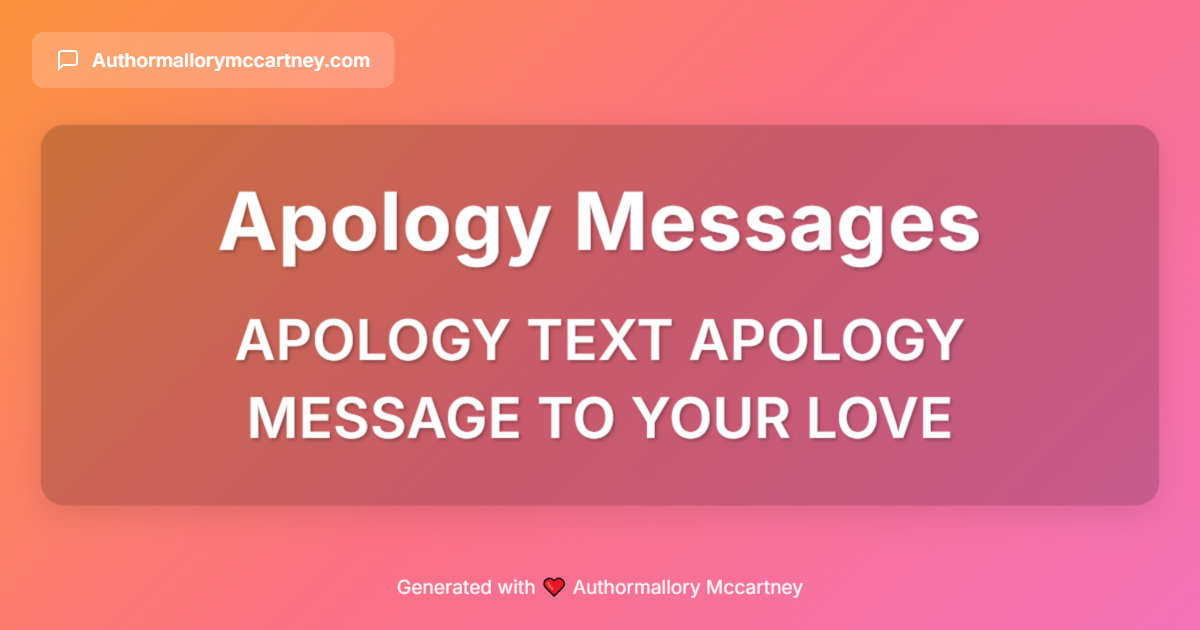 Authormallorymccartney.com
Apology Messages
APOLOGY TEXT APOLOGY
MESSAGE TO YOUR LOVE
Generated with ❤️ Authormallory Mccartney